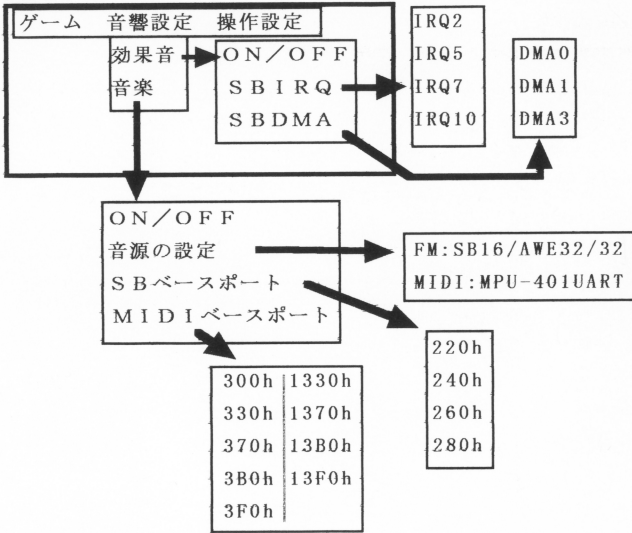 ゲーム 音響設定 操作設定
効果音
音楽
ON／OFF
SBIRQ
SBDMA
IRQ2
IRQ5
IRQ7
IRQ10
DMA0
DMA1
DMA3
ON／OFF
音源の設定
SBベースポート
MIDIベースポート
FM:SB16/AWE32/32
MIDI:MPU-401UART
220h
240h
260h
280h
300h 1330h
330h 1370h
370h 13B0h
3B0h 13F0h
3F0h